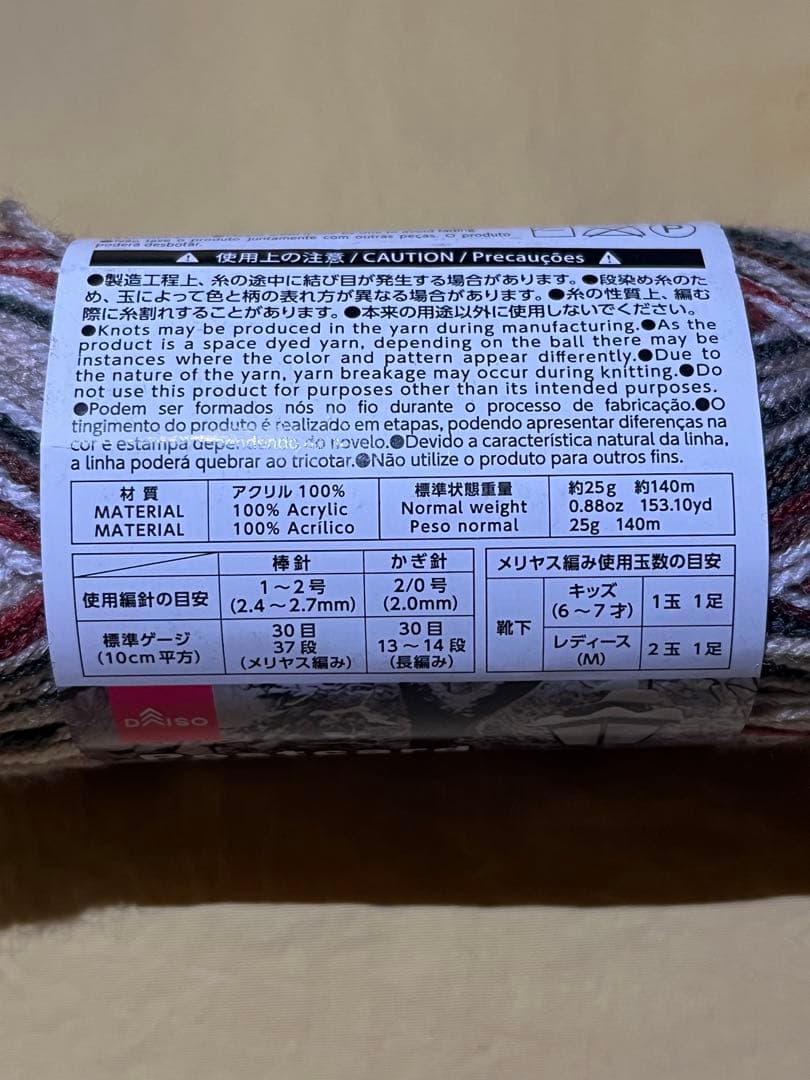 produto juntamente com outras peças. O produto
poderá desbotar.
使用上の注意 / CAUTION / Precauções
●製造工程上、糸の途中に結び目が発生する場合があります。●段染め糸のた
め、玉によって色と柄の表れ方が異なる場合があります。●糸の性質上、編む
際に糸割れすることがあります。●本来の用途以外に使用しないでください。
●Knots may be produced in the yarn during manufacturing.●As the
product is a space dyed yarn, depending on the ball there may be
instances where the color and pattern appear differently.●Due to
the nature of the yarn, yarn breakage may occur during knitting.●Do
not use this product for purposes other than its intended purposes.
●Podem ser formados nós no fio durante o processo de fabricação.●O
tingimento do produto é realizado em etapas, podendo apresentar diferenças na
cor e estampa dependendo do novelo.●Devido a característica natural da linha,
a linha poderá quebrar ao tricotar.●Não utilize o produto para outros fins.
材質 アクリル 100% 標準状態重量 約25g 約140m
MATERIAL 100% Acrylic Normal weight 0.88oz 153.10yd
MATERIAL 100% Acrílico Peso normal 25g 140m
棒針 かぎ針
使用編針の目安 1～2号 (2.4～2.7mm) 2/0号 (2.0mm)
標準ゲージ (10cm平方) 30目 37段 (メリヤス編み) 30目 13～14段 (長編み)
メリヤス編み使用玉数の目安
靴下 キッズ (6～7才) 1玉 1足
レディース (M) 2玉 1足
DAISO